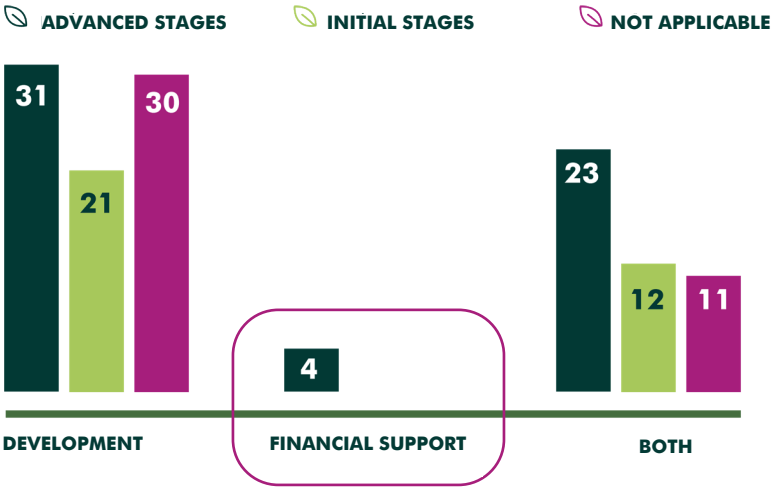 ADVANCED STAGES
INITIAL STAGES
NOT APPLICABLE
31
21
30
4
23
12
11
DEVELOPMENT
FINANCIAL SUPPORT
BOTH